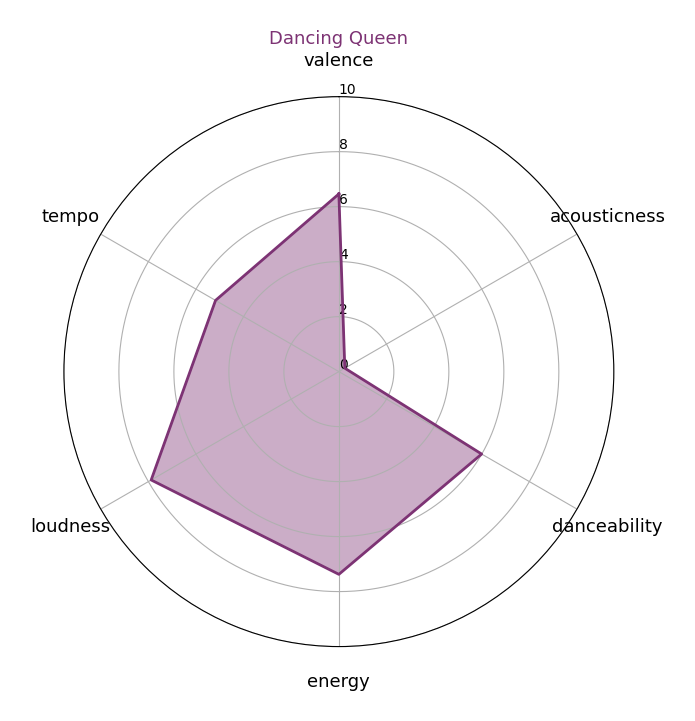 Dancing Queen
valence
10
8
tempo
acousticness
6
4
2
0
loudness
danceability
energy